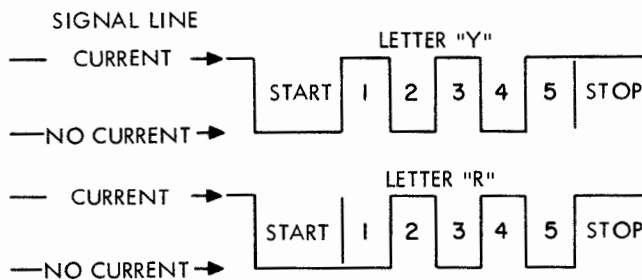 SIGNAL LINE
CURRENT
LETTER "Y"
START 1 2 3 4 5 STOP
NO CURRENT
CURRENT
LETTER "R"
START 1 2 3 4 5 STOP
NO CURRENT